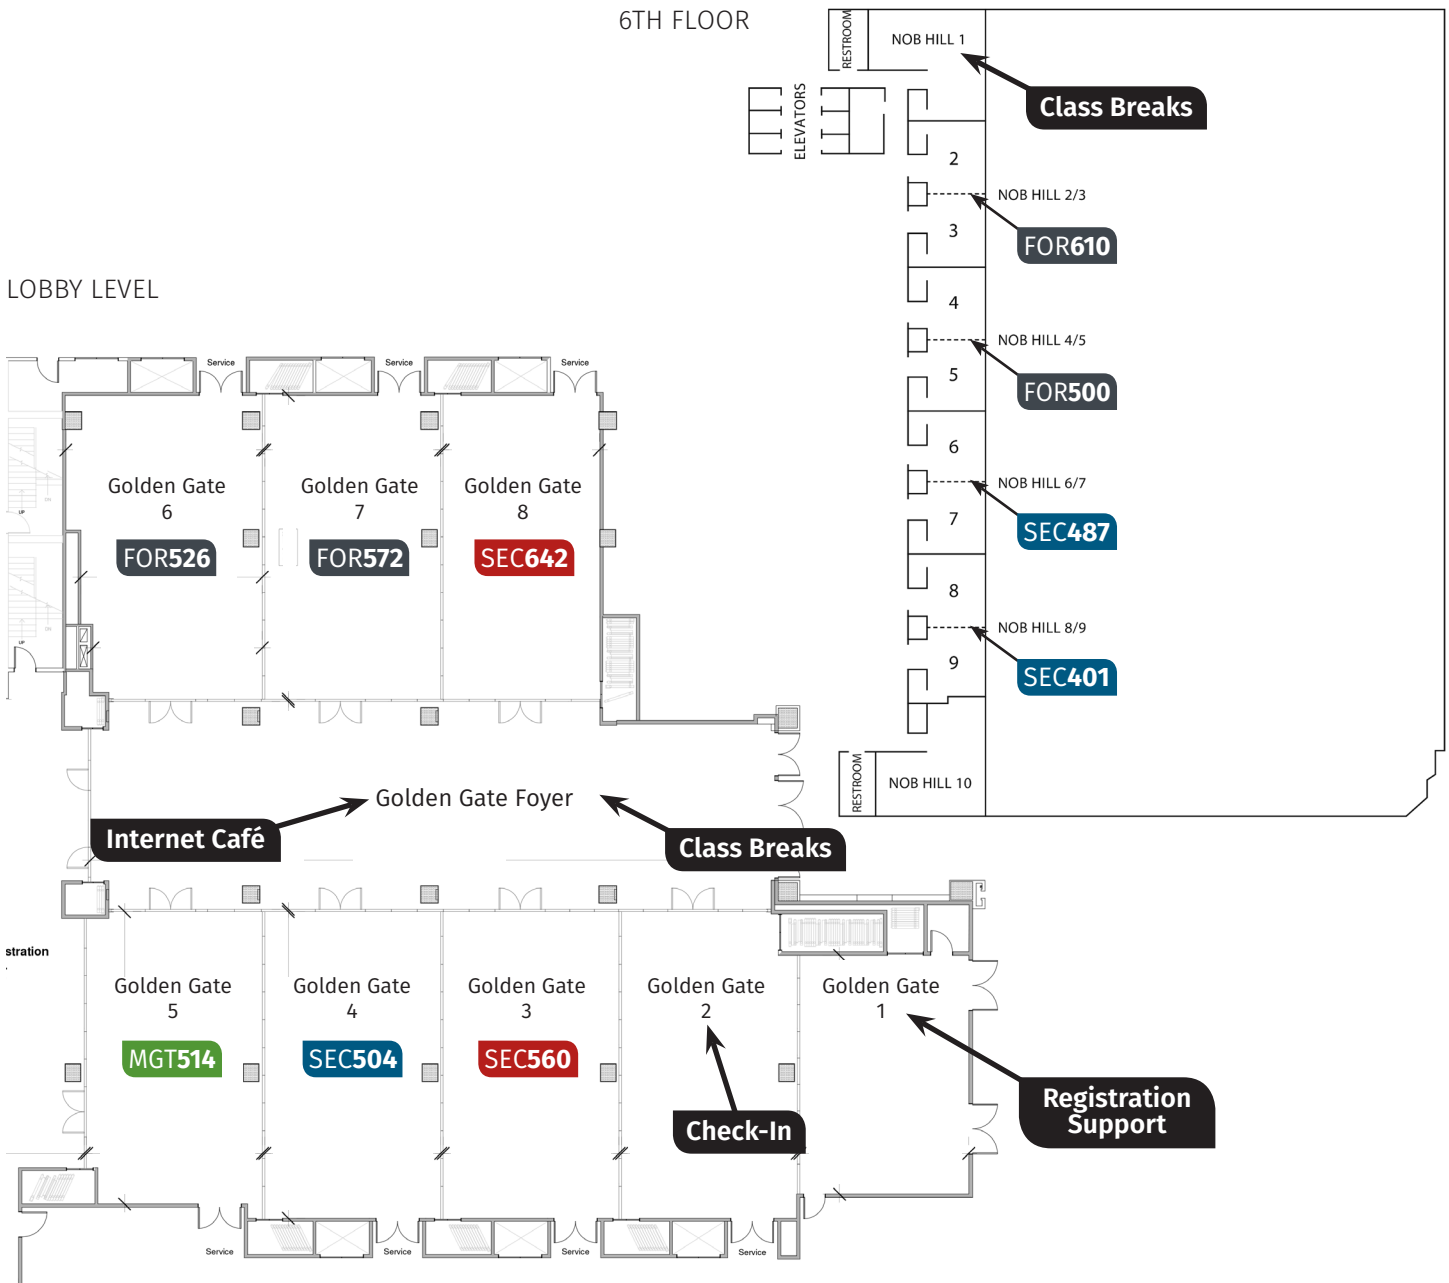 6TH FLOOR
RESTROOM
NOB HILL 1
Class Breaks
ELEVATORS
2
NOB HILL 2/3
3
FOR610
4
NOB HILL 4/5
5
FOR500
6
NOB HILL 6/7
7
SEC487
8
NOB HILL 8/9
9
SEC401
RESTROOM
NOB HILL 10
LOBBY LEVEL
Service
Service
Service
Golden Gate
6
FOR526
Golden Gate
7
FOR572
Golden Gate
8
SEC642
UP
DN
UP
DN
Golden Gate Foyer
Internet Café
Class Breaks
stration
Golden Gate
5
MGT514
Golden Gate
4
SEC504
Golden Gate
3
SEC560
Golden Gate
2
Check-In
Golden Gate
1
Registration
Support
Service
Service
Service
Service